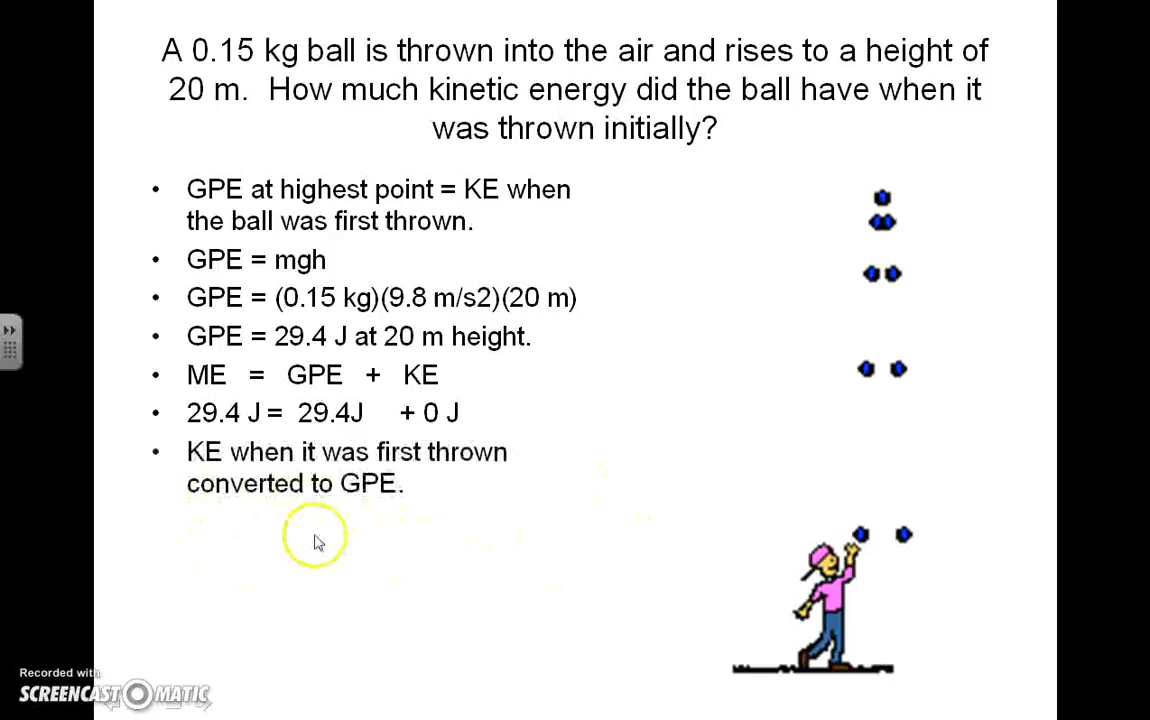 A 0.15 kg ball is thrown into the air and rises to a height of
20 m. How much kinetic energy did the ball have when it
was thrown initially?
• GPE at highest point = KE when
the ball was first thrown.
• GPE = mgh
• GPE = (0.15 kg)(9.8 m/s2)(20 m)
• GPE = 29.4 J at 20 m height.
• ME = GPE + KE
• 29.4 J = 29.4J + 0 J
• KE when it was first thrown
converted to GPE.
Recorded with
SCREENCAST-O-MATIC